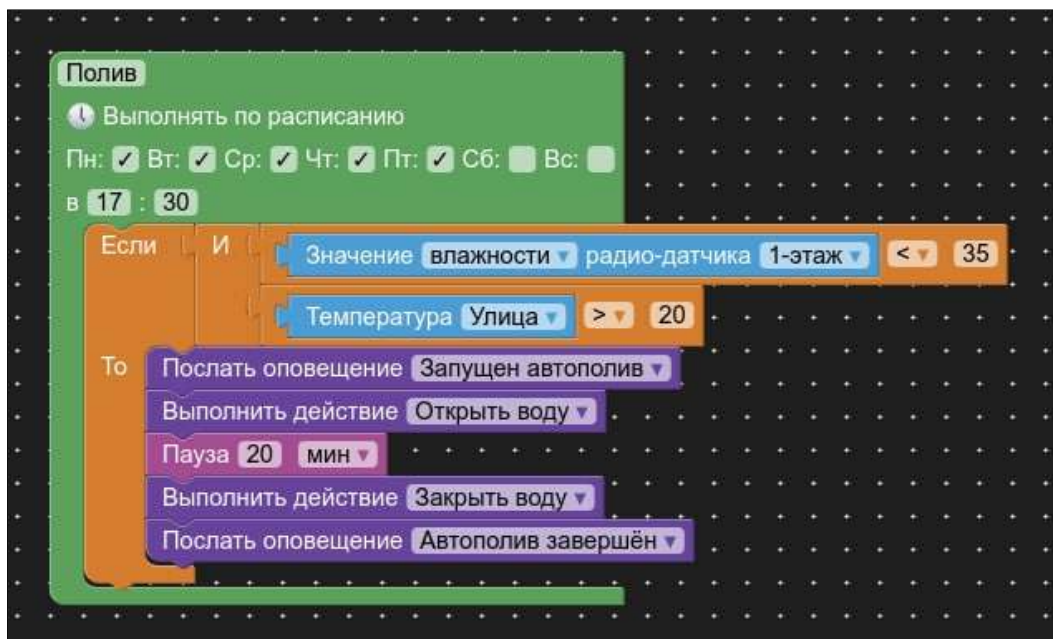 Полив
Выполнять по расписанию
Пн: Вт: Ср: Чт: Пт: Сб: Вс:
в 17 : 30
Если И Значение влажности радио-датчика 1-этаж < 35
Температура Улица > 20
То Послать оповещение Запущен автополив
Выполнить действие Открыть воду
Пауза 20 мин
Выполнить действие Закрыть воду
Послать оповещение Автополив завершён